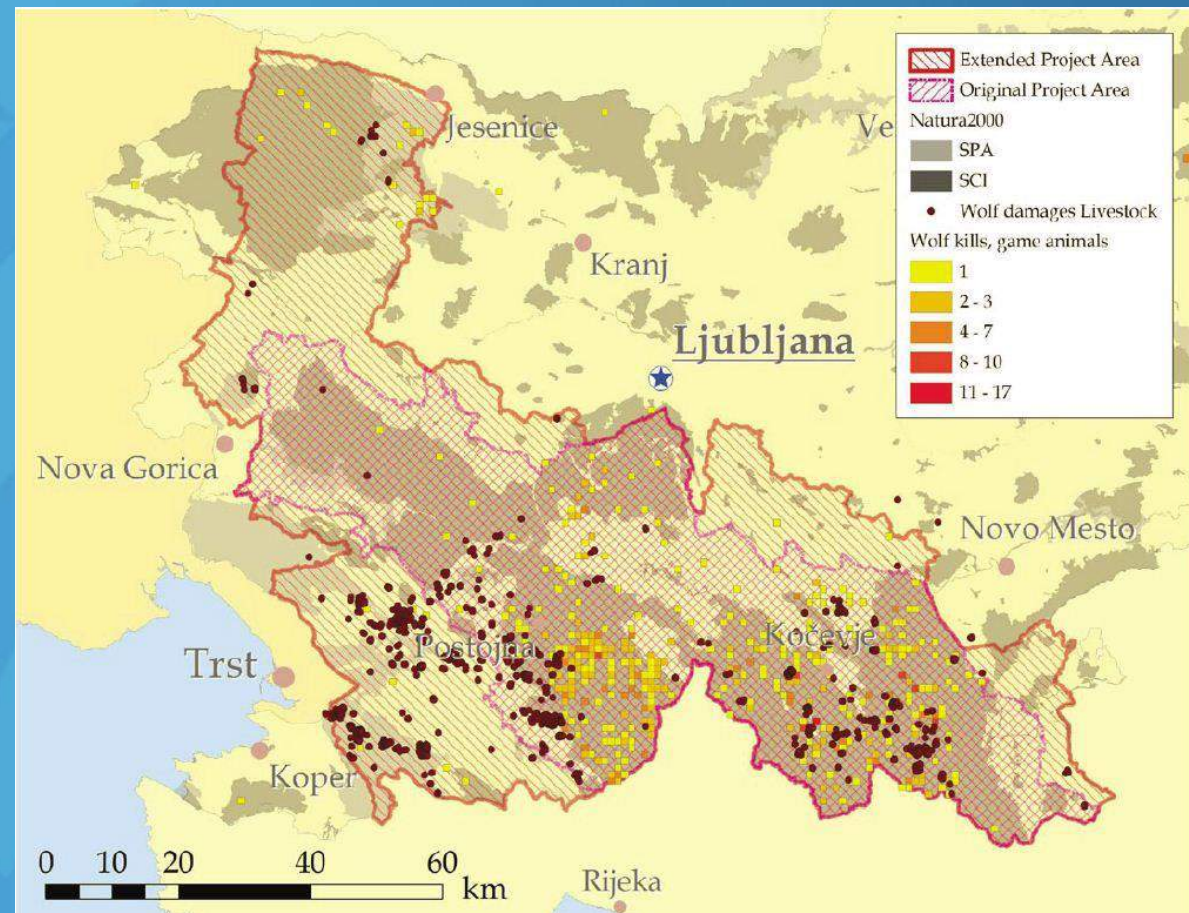 Extended Project Area
Original Project Area
Natura2000
SPA
SCI
Wolf damages Livestock
Wolf kills, game animals
1
2 - 3
4 - 7
8 - 10
11 - 17
Jesenice
Ve
Kranj
Ljubljana
Nova Gorica
Novo Mesto
Kočevje
Postojna
Trst
Koper
Rijeka
0 10 20 40 60
km